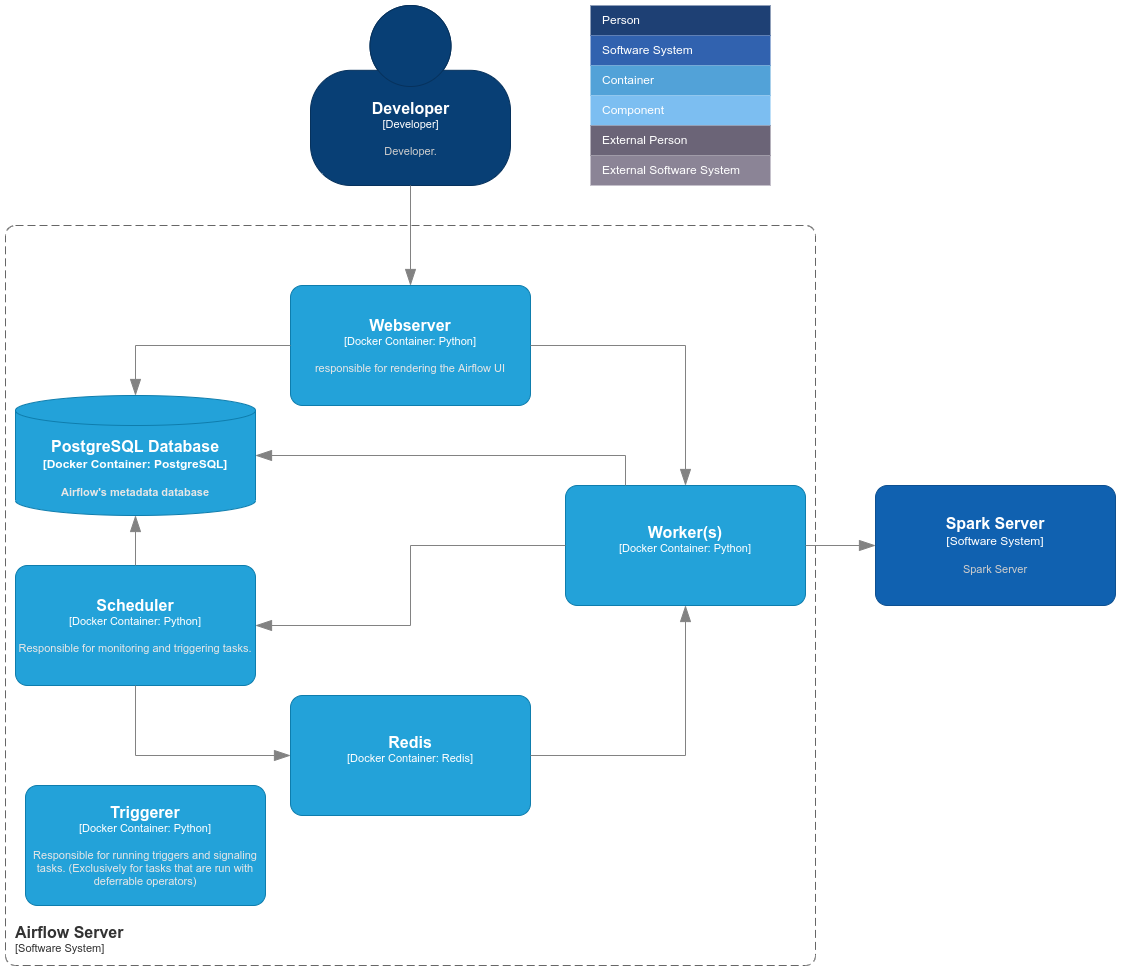 Developer
[Developer]
Developer.
Person
Software System
Container
Component
External Person
External Software System
Webserver
[Docker Container: Python]
responsible for rendering the Airflow UI
PostgreSQL Database
[Docker Container: PostgreSQL]
Airflow's metadata database
Worker(s)
[Docker Container: Python]
Spark Server
[Software System]
Spark Server
Scheduler
[Docker Container: Python]
Responsible for monitoring and triggering tasks.
Redis
[Docker Container: Redis]
Triggerer
[Docker Container: Python]
Responsible for running triggers and signaling
tasks. (Exclusively for tasks that are run with
deferrable operators)
Airflow Server
[Software System]